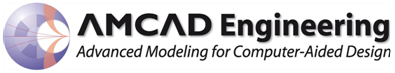 AMCAD Engineering
Advanced Modeling for Computer-Aided Design